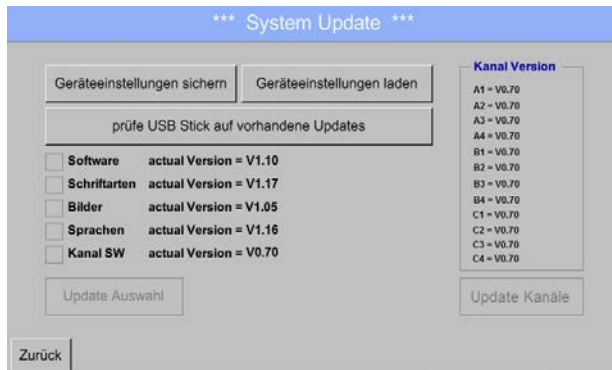 *** System Update ***
Geräteeinstellungen sichern
Geräteeinstellungen laden
prüfe USB Stick auf vorhandene Updates
Software actual Version = V1.10
Schriftarten actual Version = V1.17
Bilder actual Version = V1.05
Sprachen actual Version = V1.16
Kanal SW actual Version = V0.70
Update Auswahl
Kanal Version
A1 = V0.70
A2 = V0.70
A3 = V0.70
A4 = V0.70
B1 = V0.70
B2 = V0.70
B3 = V0.70
B4 = V0.70
C1 = V0.70
C2 = V0.70
C3 = V0.70
C4 = V0.70
Update Kanäle
Zurück